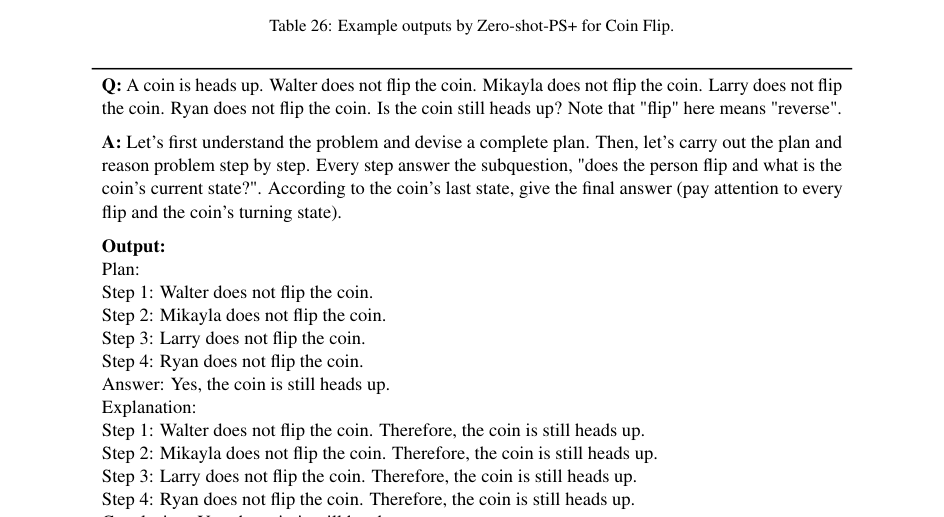 Table 26: Example outputs by Zero-shot-PS+ for Coin Flip.
Q: A coin is heads up. Walter does not flip the coin. Mikayla does not flip the coin. Larry does not flip
the coin. Ryan does not flip the coin. Is the coin still heads up? Note that "flip" here means "reverse".
A: Let's first understand the problem and devise a complete plan. Then, let's carry out the plan and
reason problem step by step. Every step answer the subquestion, "does the person flip and what is the
coin's current state?". According to the coin's last state, give the final answer (pay attention to every
flip and the coin's turning state).
Output:
Plan:
Step 1: Walter does not flip the coin.
Step 2: Mikayla does not flip the coin.
Step 3: Larry does not flip the coin.
Step 4: Ryan does not flip the coin.
Answer: Yes, the coin is still heads up.
Explanation:
Step 1: Walter does not flip the coin. Therefore, the coin is still heads up.
Step 2: Mikayla does not flip the coin. Therefore, the coin is still heads up.
Step 3: Larry does not flip the coin. Therefore, the coin is still heads up.
Step 4: Ryan does not flip the coin. Therefore, the coin is still heads up.